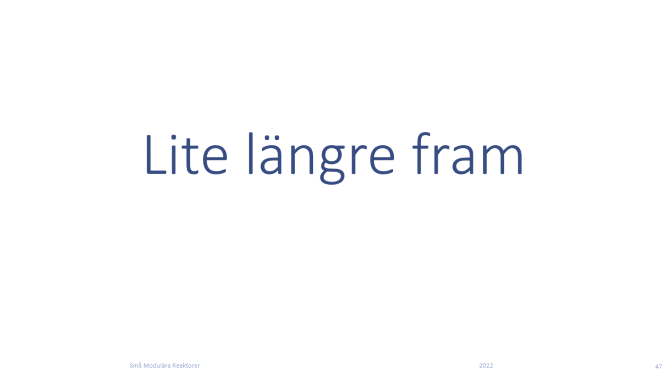 Lite längre fram
Små Modulära Reaktorer
2022
47